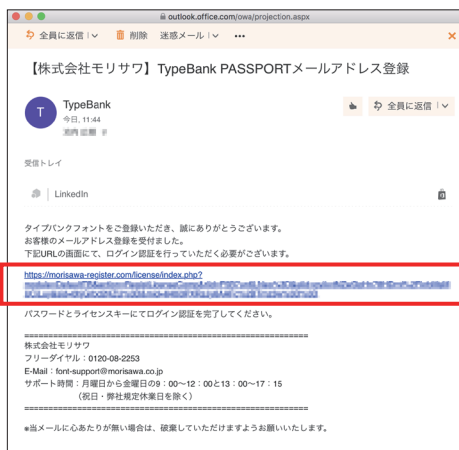 outlook.office.com/owa/projection.aspx
全員に返信 削除 迷惑メール •••
【株式会社モリサワ】TypeBank PASSPORTメールアドレス登録
T
TypeBank
今日, 11:44
全員に返信
受信トレイ
LinkedIn
タイプバンクフォントをご登録いただき、誠にありがとうございます。
お客様のメールアドレス登録を受付ました。
下記URLの画面にて、ログイン認証を行っていただく必要がございます。
https://morisawa-register.com/license/index.php?
パスワードとライセンスキーにてログイン認証を完了してください。
==========================================================
株式会社モリサワ
フリーダイヤル：0120-08-2253
E-Mail：font-support@morisawa.co.jp
サポート時間：月曜日から金曜日の9：00〜12：00と13：00〜17：15
（祝日・弊社規定休業日を除く）
==========================================================
※当メールに心あたりが無い場合は、破棄していただけますようお願いいたします。